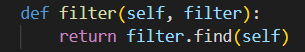 def filter(self, filter):
    return filter.find(self)